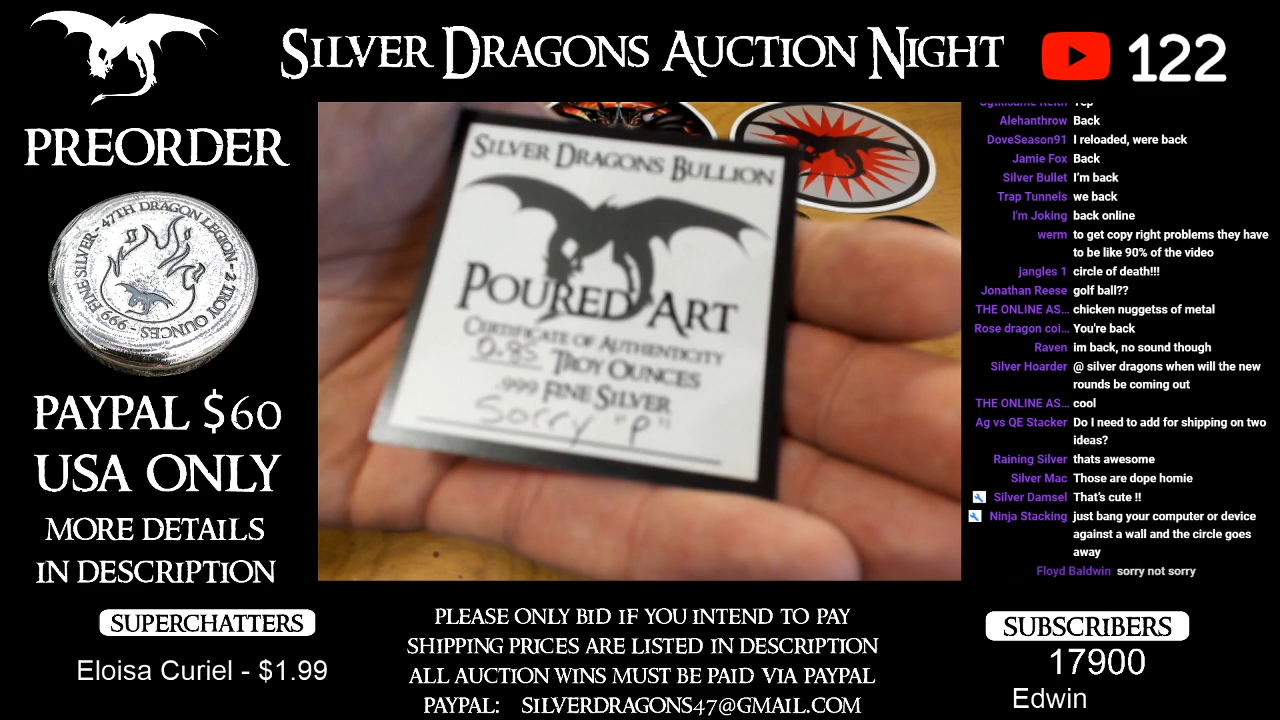 SILVER DRAGONS AUCTION NIGHT
122
PREORDER
47TH DRAGON LEGION - 2 TROY OUNCES - .999 FINE SILVER -
PAYPAL $60
USA ONLY
MORE DETAILS
IN DESCRIPTION
SILVER DRAGONS BULLION
POURED ART
CERTIFICATE OF AUTHENTICITY
0.85 TROY OUNCES
.999 FINE SILVER
Sorry "P"
Yep
Alehanthrow Back
DoveSeason91 I reloaded, were back
Jamie Fox Back
Silver Bullet I'm back
Trap Tunnels we back
I'm Joking back online
werm to get copy right problems they have
to be like 90% of the video
jangles 1 circle of death!!!
Jonathan Reese golf ball??
THE ONLINE AS... chicken nuggetss of metal
Rose dragon coi... You're back
Raven im back, no sound though
Silver Hoarder @ silver dragons when will the new
rounds be coming out
THE ONLINE AS... cool
Ag vs QE Stacker Do I need to add for shipping on two
ideas?
Raining Silver thats awesome
Silver Mac Those are dope homie
Silver Damsel That's cute !!
Ninja Stacking just bang your computer or device
against a wall and the circle goes
away
Floyd Baldwin sorry not sorry
SUPERCHATTERS
Eloisa Curiel - $1.99
PLEASE ONLY BID IF YOU INTEND TO PAY
SHIPPING PRICES ARE LISTED IN DESCRIPTION
ALL AUCTION WINS MUST BE PAID VIA PAYPAL
PAYPAL: SILVERDRAGONS47@GMAIL.COM
SUBSCRIBERS
17900
Edwin